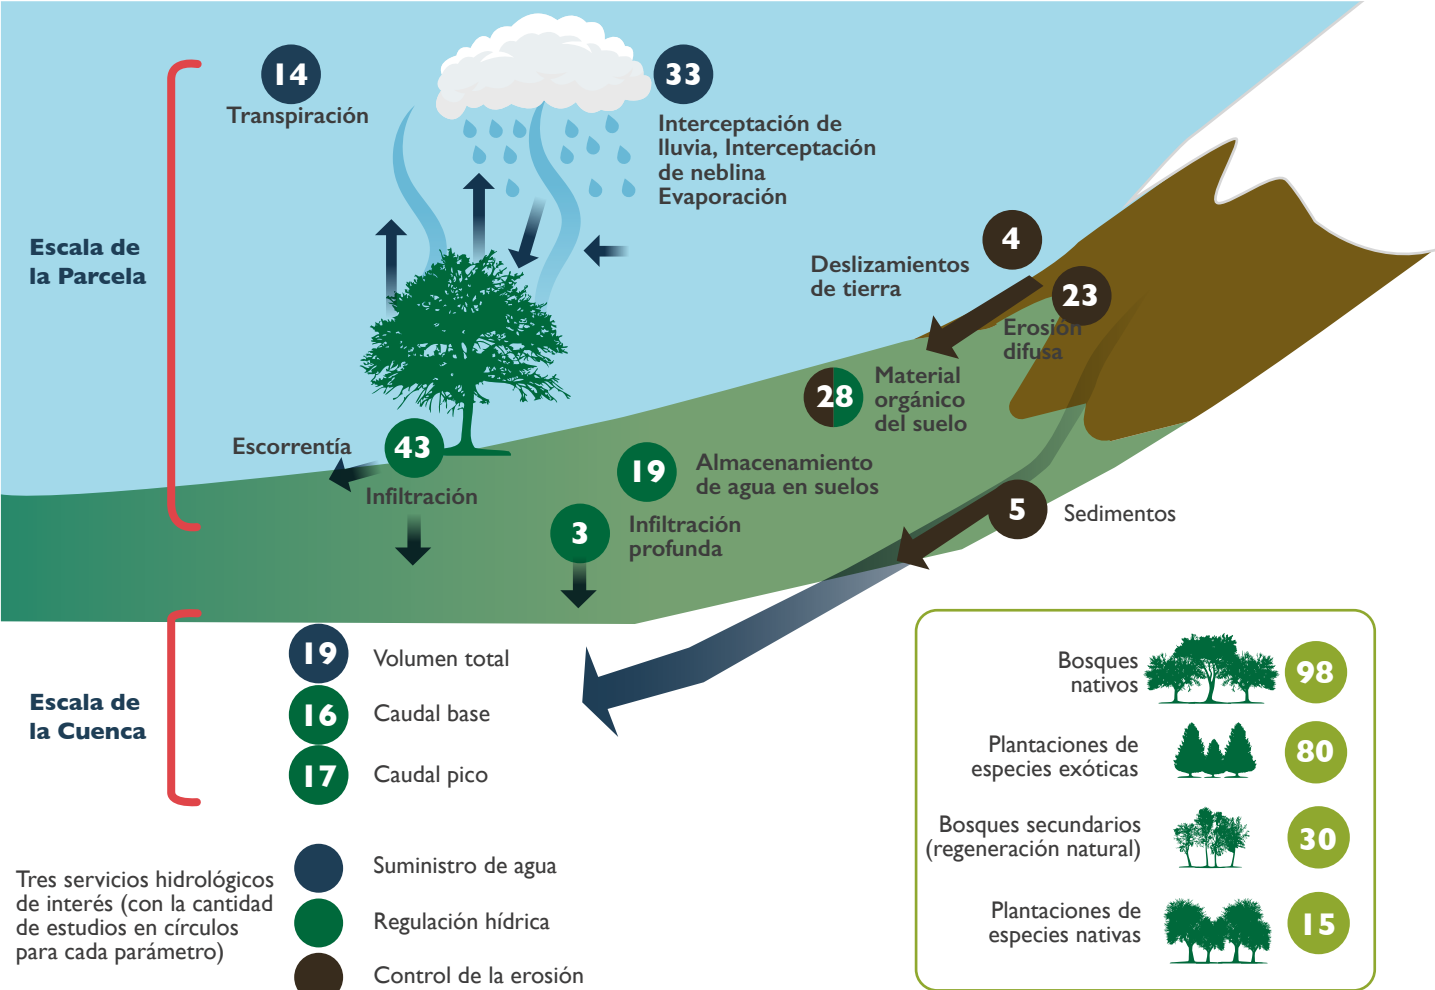 14
Transpiración
33
Interceptación de
lluvia, Interceptación
de neblina
Evaporación
Escala de
la Parcela
4
Deslizamientos
de tierra
23
Erosión
difusa
28
Material
orgánico
del suelo
Escorrentía
43
Infiltración
19
Almacenamiento
de agua en suelos
3
Infiltración
profunda
5
Sedimentos
Escala de
la Cuenca
19
Volumen total
16
Caudal base
17
Caudal pico
Tres servicios hidrológicos
de interés (con la cantidad
de estudios en círculos
para cada parámetro)
Suministro de agua
Regulación hídrica
Control de la erosión
Bosques
nativos
98
Plantaciones de
especies exóticas
80
Bosques secundarios
(regeneración natural)
30
Plantaciones de
especies nativas
15